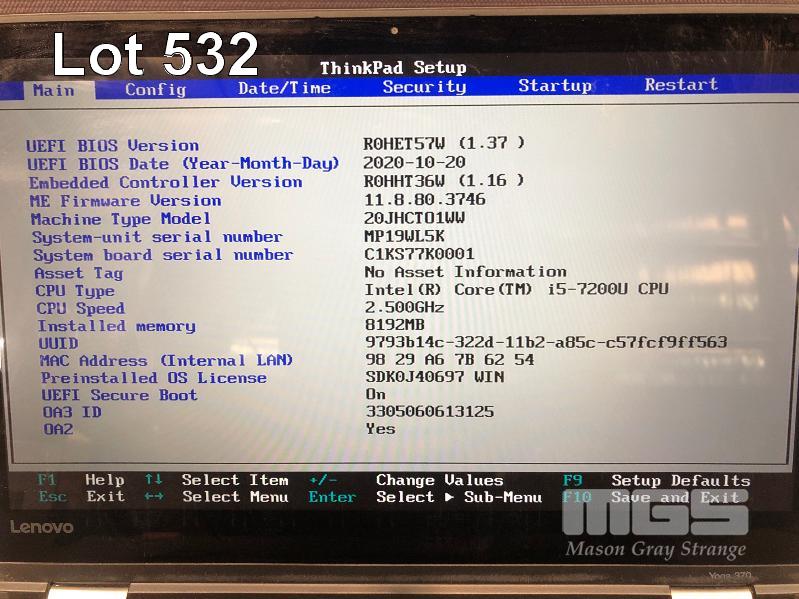 Lot 532
ThinkPad Setup
Main Config Date/Time Security Startup Restart
UEFI BIOS Version R0HET57W (1.37 )
UEFI BIOS Date (Year-Month-Day) 2020-10-20
Embedded Controller Version R0HHT36W (1.16 )
ME Firmware Version 11.8.80.3746
Machine Type Model 20JHCTO1WW
System-unit serial number MP19WL5K
System board serial number C1KS77K0001
Asset Tag No Asset Information
CPU Type Intel(R) Core(TM) i5-7200U CPU
CPU Speed 2.500GHz
Installed memory 8192MB
UUID 9793b14c-322d-11b2-a85c-c57fcf9ff563
MAC Address (Internal LAN) 98 29 A6 7B 62 54
Preinstalled OS License SDK0J40697 WIN
UEFI Secure Boot On
OA3 ID 3305060613125
OA2 Yes
F1 Help ↑↓ Select Item +/- Change Values F9 Setup Defaults
Esc Exit ←→ Select Menu Enter Select ▶ Sub-Menu F10 Save and Exit
Lenovo
MGS
Mason Gray Strange
Yoga 370